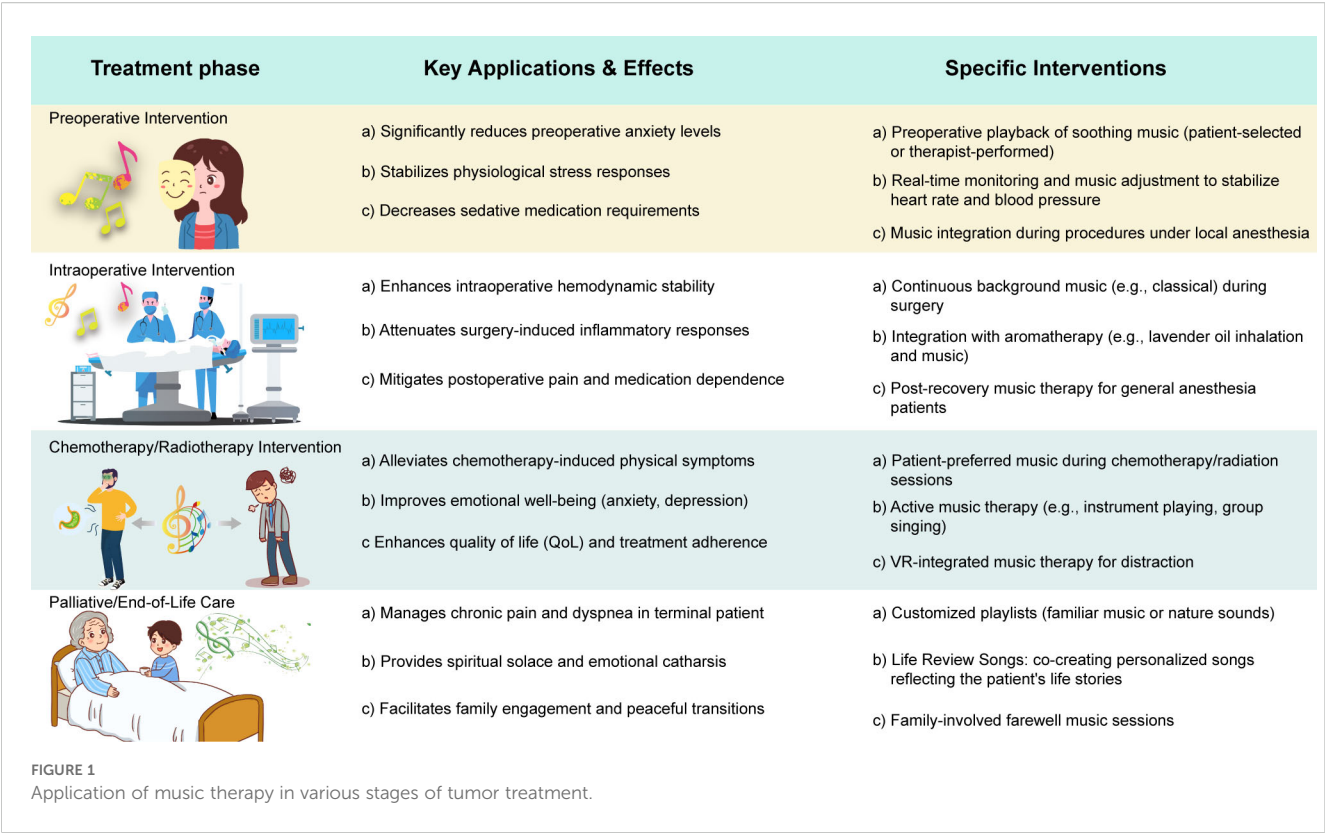 Treatment phase
Key Applications & Effects
Specific Interventions
Preoperative Intervention
a) Significantly reduces preoperative anxiety levels
b) Stabilizes physiological stress responses
c) Decreases sedative medication requirements
a) Preoperative playback of soothing music (patient-selected
or therapist-performed)
b) Real-time monitoring and music adjustment to stabilize
heart rate and blood pressure
c) Music integration during procedures under local anesthesia
Intraoperative Intervention
a) Enhances intraoperative hemodynamic stability
b) Attenuates surgery-induced inflammatory responses
c) Mitigates postoperative pain and medication dependence
a) Continuous background music (e.g., classical) during
surgery
b) Integration with aromatherapy (e.g., lavender oil inhalation
and music)
c) Post-recovery music therapy for general anesthesia
patients
Chemotherapy/Radiotherapy Intervention
a) Alleviates chemotherapy-induced physical symptoms
b) Improves emotional well-being (anxiety, depression)
c Enhances quality of life (QoL) and treatment adherence
a) Patient-preferred music during chemotherapy/radiation
sessions
b) Active music therapy (e.g., instrument playing, group
singing)
c) VR-integrated music therapy for distraction
Palliative/End-of-Life Care
a) Manages chronic pain and dyspnea in terminal patient
b) Provides spiritual solace and emotional catharsis
c) Facilitates family engagement and peaceful transitions
a) Customized playlists (familiar music or nature sounds)
b) Life Review Songs: co-creating personalized songs
reflecting the patient's life stories
c) Family-involved farewell music sessions
FIGURE 1
Application of music therapy in various stages of tumor treatment.